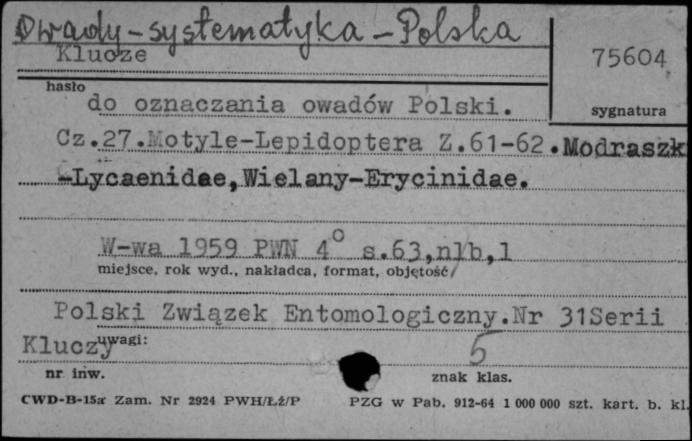 Owady-systematyka-Polska
Klucze
75604
hasło
do oznaczania owadów Polski.
sygnatura
Cz.27.Motyle-Lepidoptera Z.61-62.Modraszk
-Lycaenidae,Wielany-Erycinidae.
W-wa 1959 PWN 4° s.63,nlb,1
miejsce, rok wyd., nakładca, format, objętość
Polski Związek Entomologiczny.Nr 31Serii
Kluczy
uwagi:
5
nr inw.
znak klas.
CWD-B-15a Zam. Nr 2924 PWH/Łź/P PZG w Pab. 912-64 1 000 000 szt. kart. b. kl.